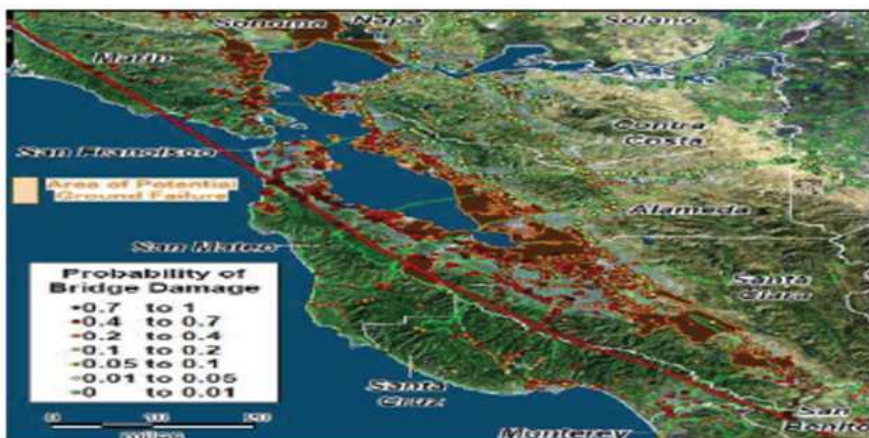 Sonoma
Napa
Solano
Marin
Contra
Costa
San Francisco
Area of Potential
Ground Failure
Alameda
San Mateo
Probability of
Bridge Damage
0.7 to 1
0.4 to 0.7
0.2 to 0.4
0.1 to 0.2
0.05 to 0.1
0.01 to 0.05
0 to 0.01
Santa
Clara
Santa
Cruz
San
Benito
Monterey
miles